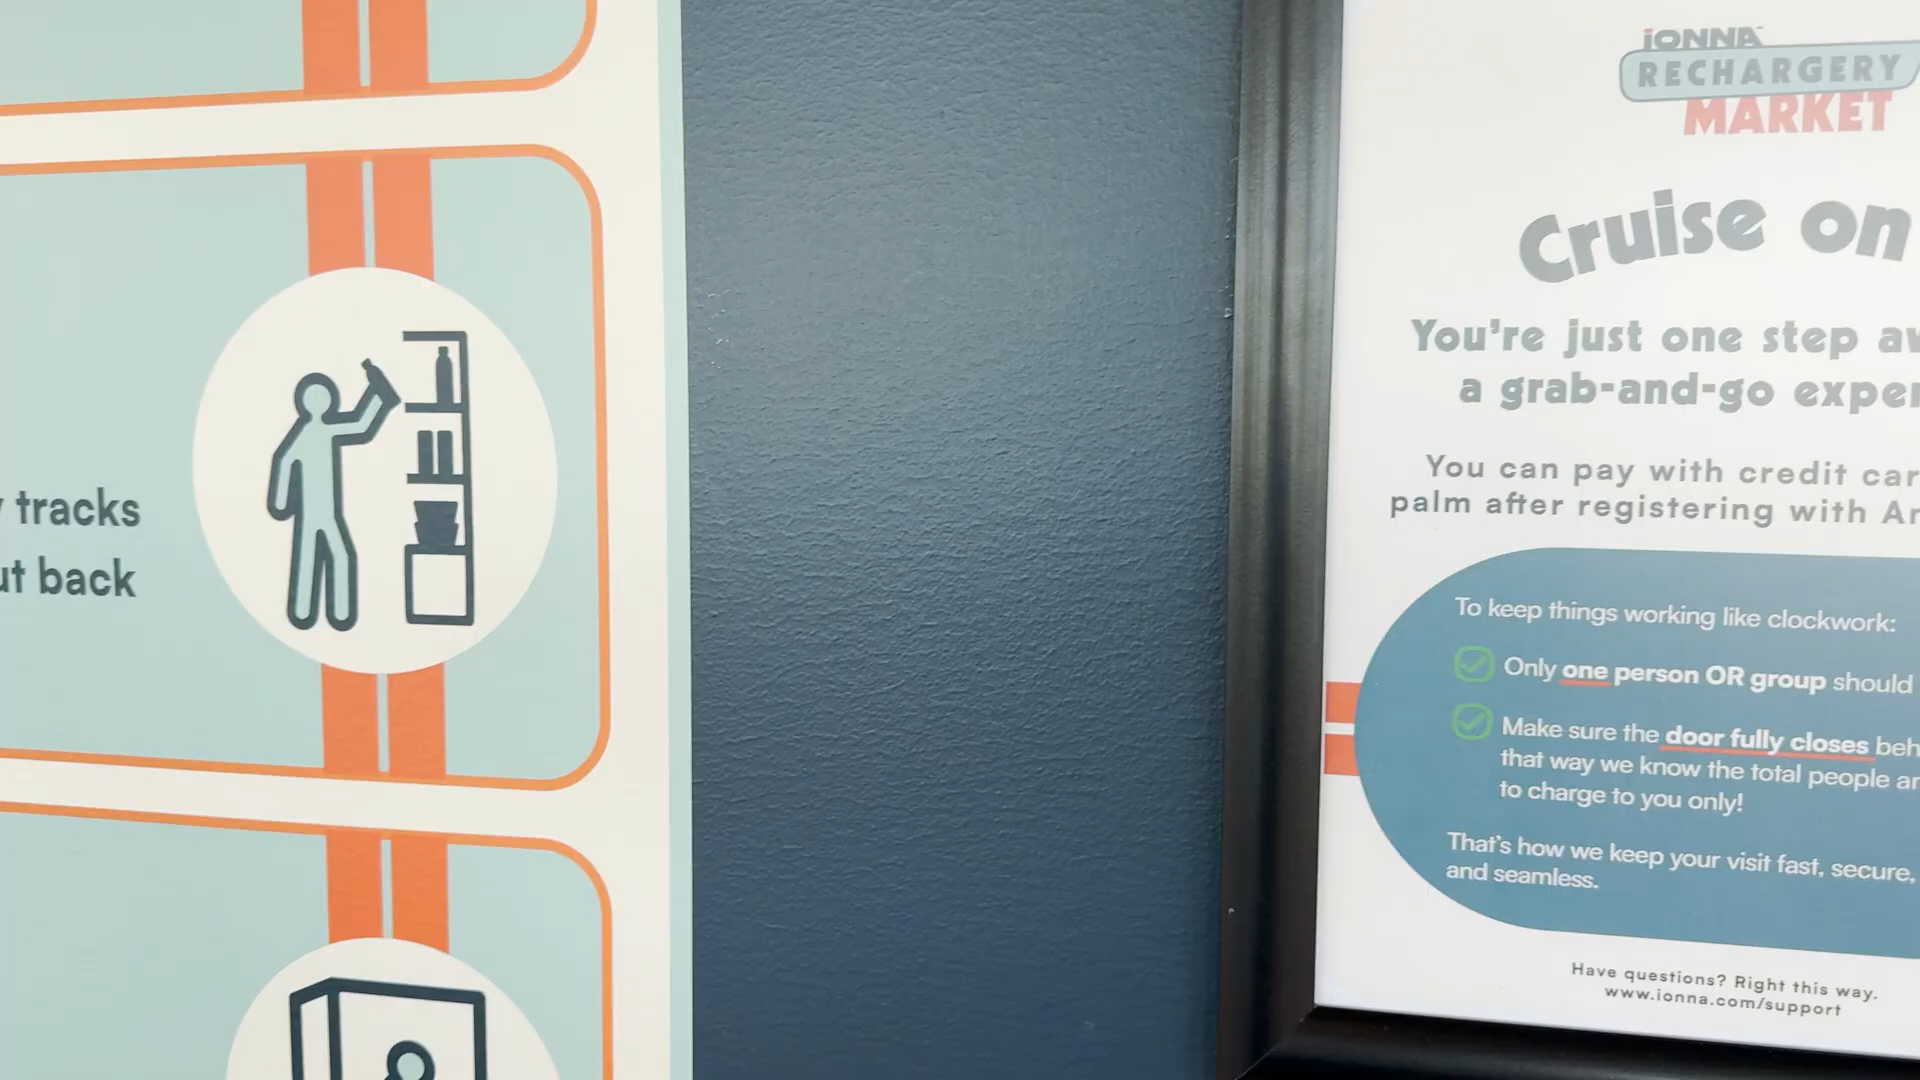 tracks
back
iONNA
RECHARGERY
MARKET
Cruise on
You're just one step
a grab-and-go
You can pay with credit
palm after registering with
To keep things working like clockwork:
Only one person OR group should
Make sure the door fully closes
that way we know the total people
to charge to you only!
That's how we keep your visit fast, secure,
and seamless.
Have questions? Right this way.
www.ionna.com/support